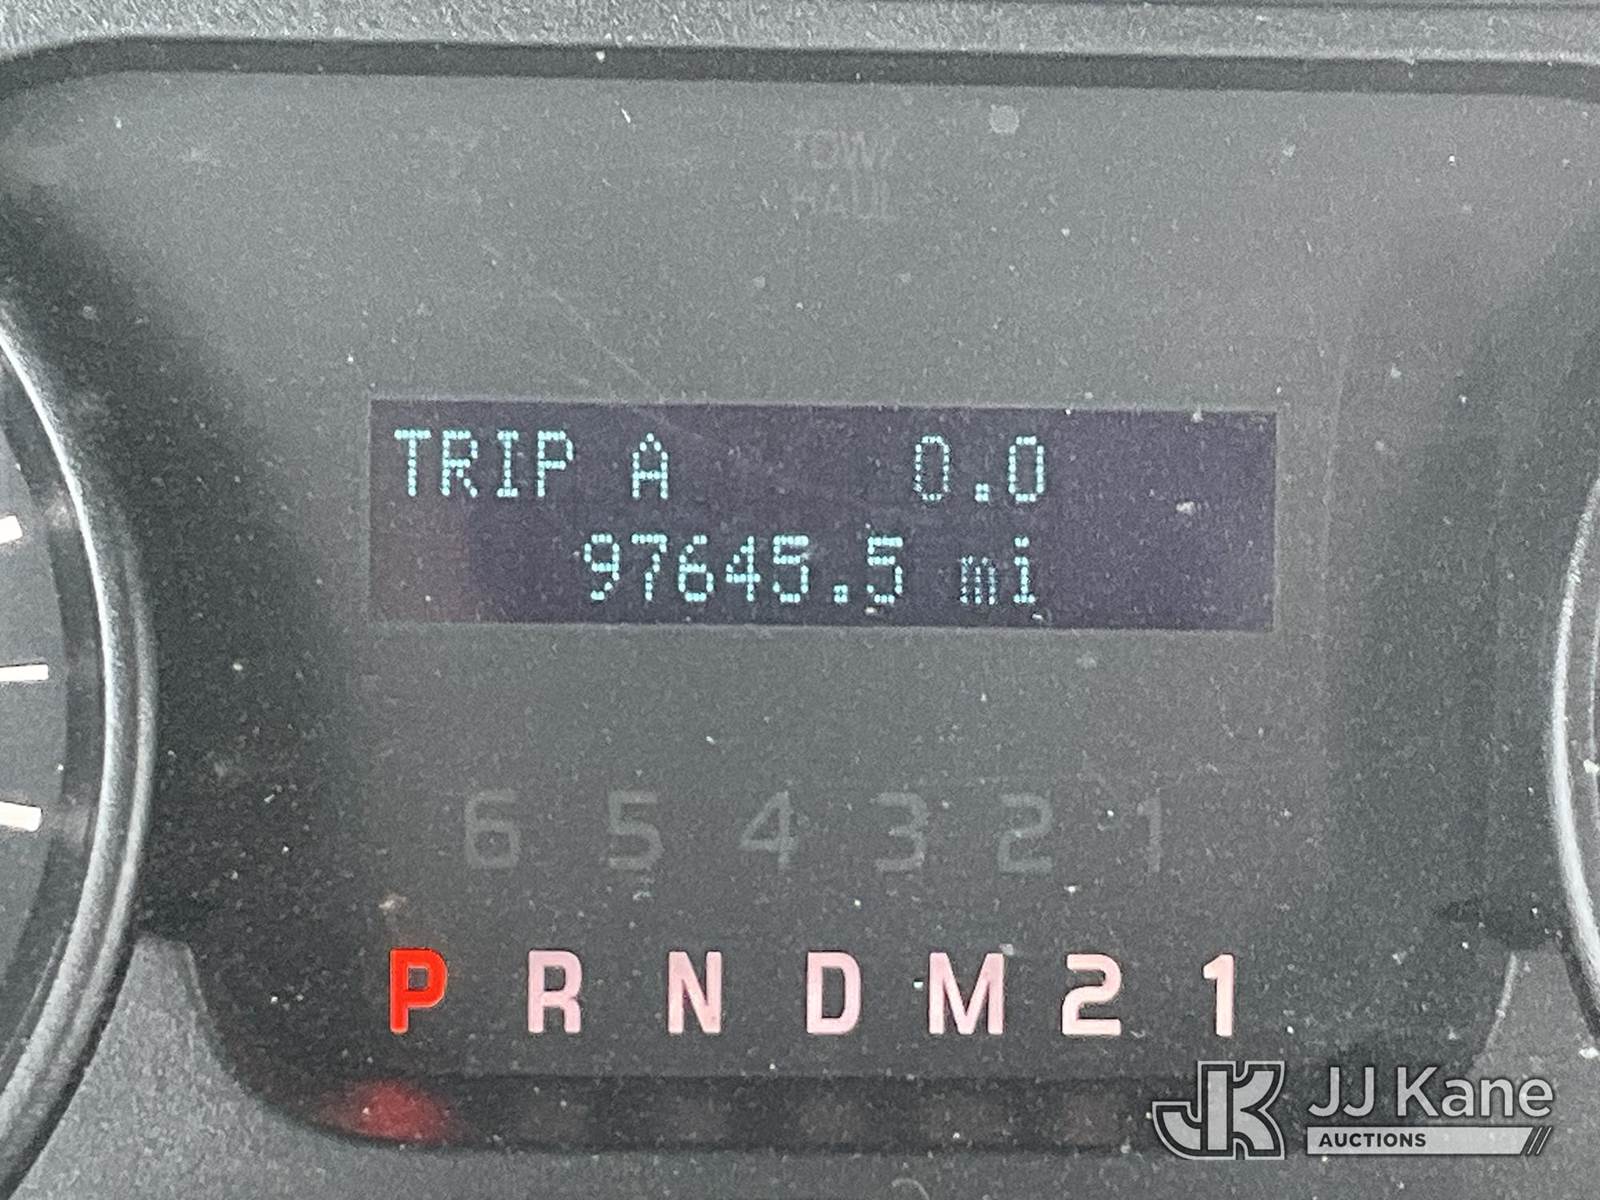 TOW/
HAUL
TRIP A 0.0
97645.5 mi
6 5 4 3 2 1
P R N D M 2 1
JK JJ Kane
AUCTIONS